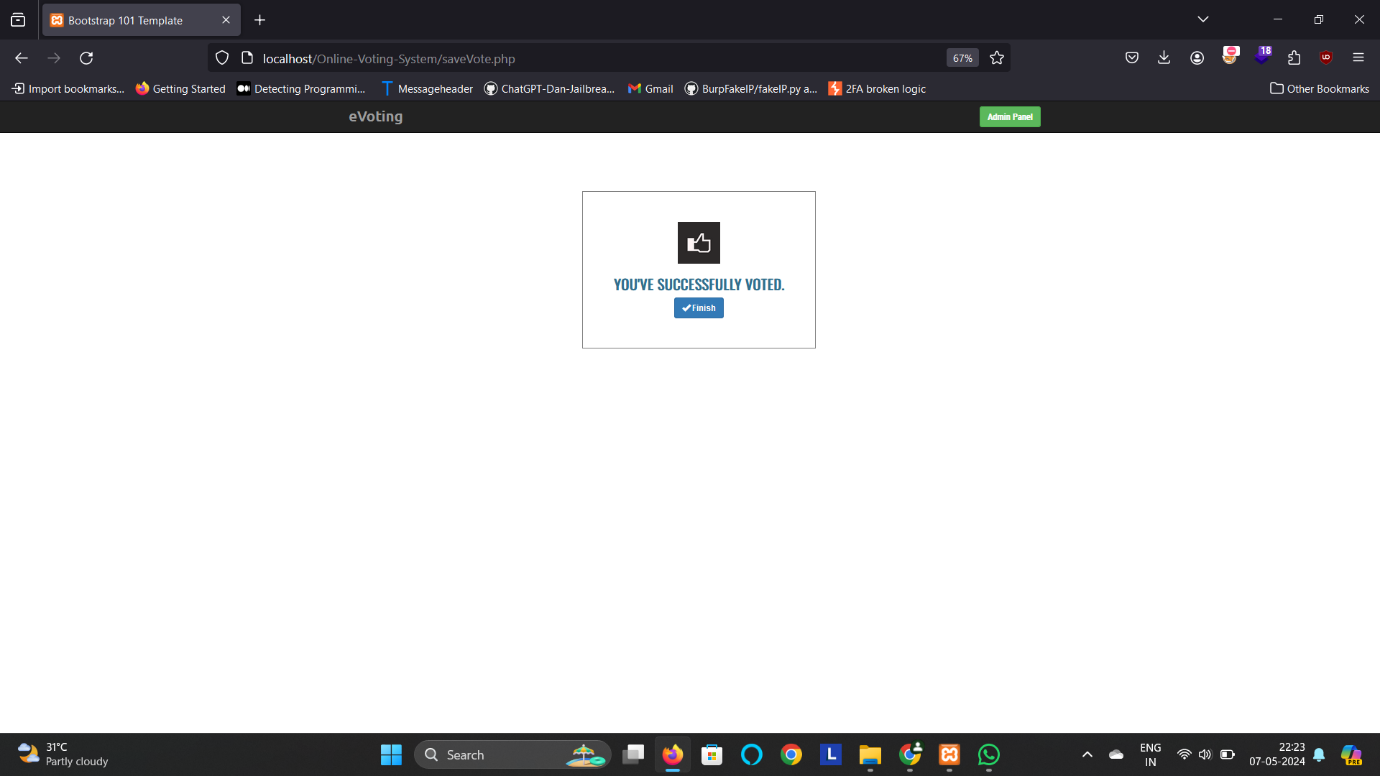 Bootstrap 101 Template
localhost/Online-Voting-System/saveVote.php
67%
18
Import bookmarks...
Getting Started
Detecting Programmi...
Messageheader
ChatGPT-Dan-Jailbrea...
Gmail
BurpFakeIP/fakeIP.py a...
2FA broken logic
Other Bookmarks
eVoting
Admin Panel
YOU'VE SUCCESSFULLY VOTED.
Finish
31°C
Partly cloudy
Search
L
ENG
IN
22:23
07-05-2024
PRE